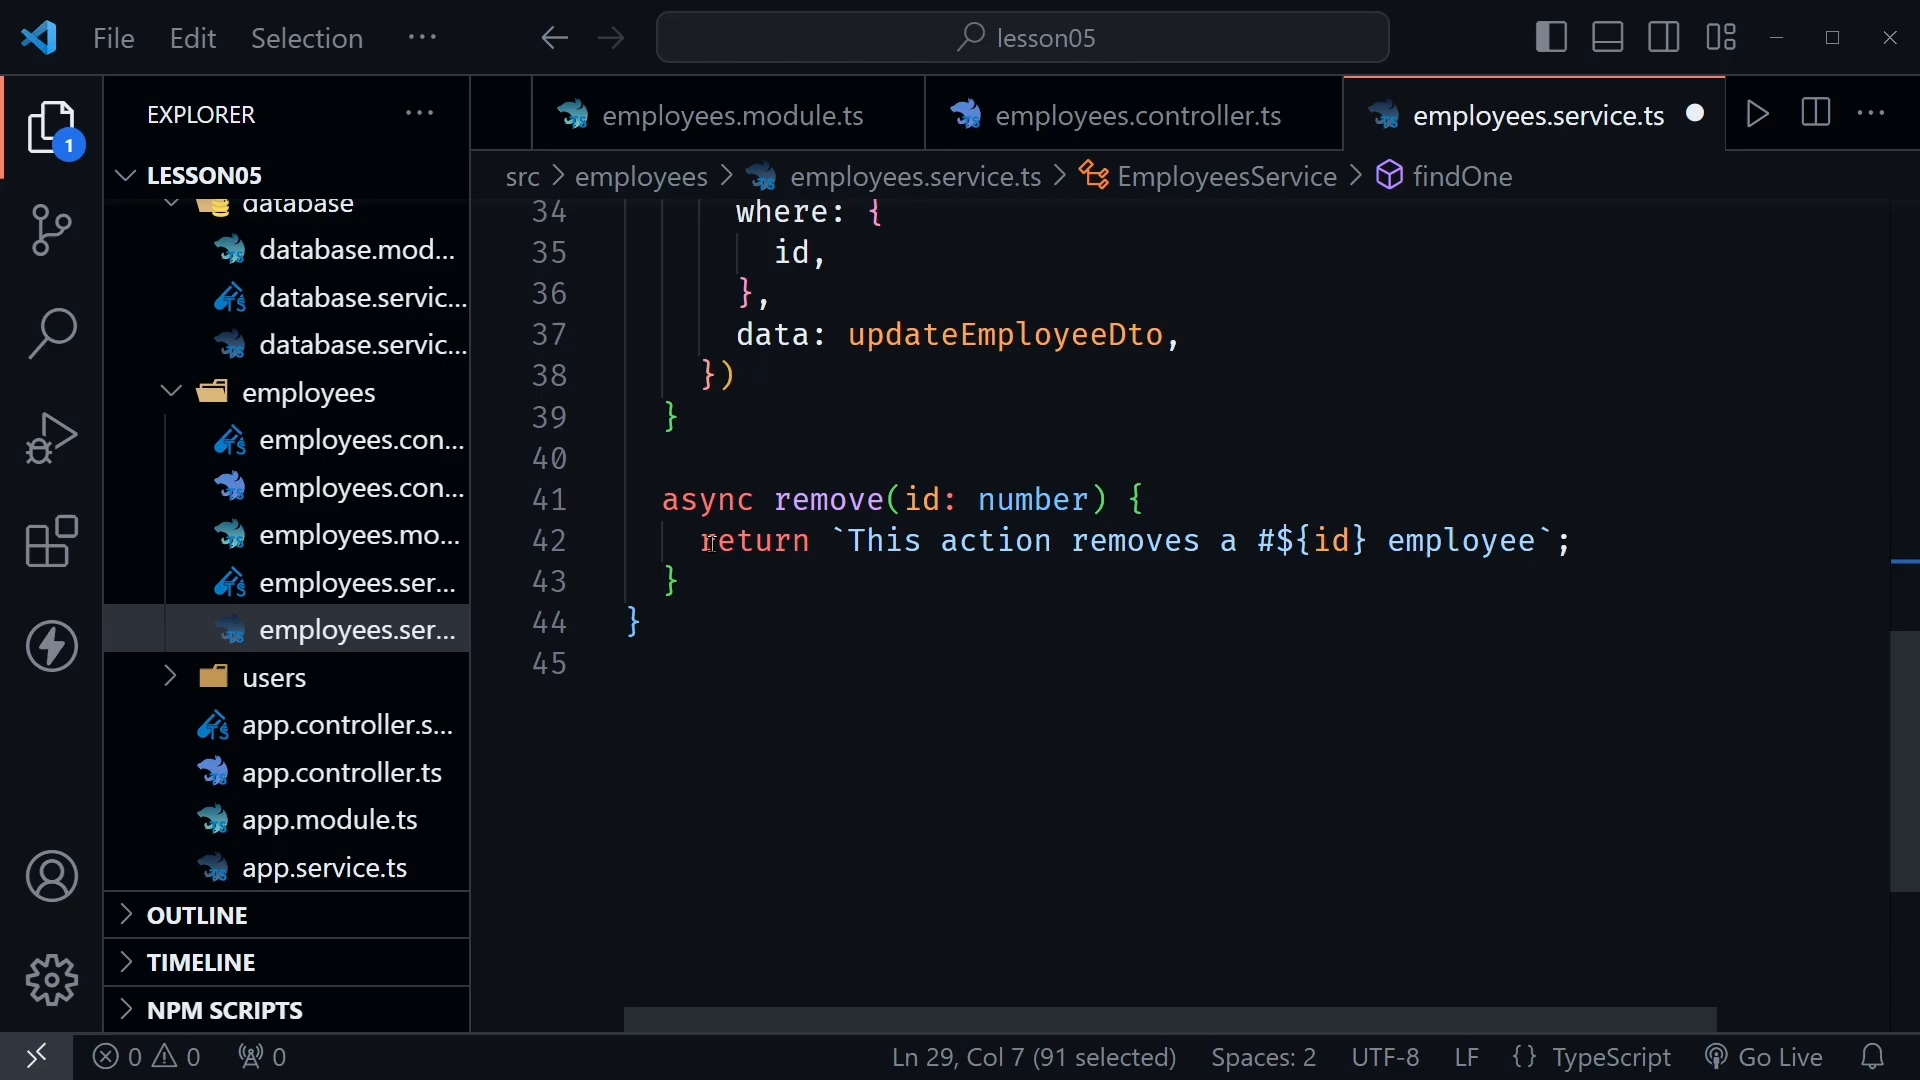 File Edit Selection ··· lesson05
EXPLORER ···
employees.module.ts employees.controller.ts employees.service.ts ···
LESSON05
src > employees > employees.service.ts > EmployeesService > findOne
database
database.mod...
database.servic...
database.servic...
employees
employees.con...
employees.con...
employees.mo...
employees.ser...
employees.ser...
users
app.controller.s...
app.controller.ts
app.module.ts
app.service.ts
OUTLINE
TIMELINE
NPM SCRIPTS
34 where: {
35 id,
36 },
37 data: updateEmployeeDto,
38 })
39 }
40
41 async remove(id: number) {
42 return `This action removes a #${id} employee`;
43 }
44 }
45
1
0 0 0 Ln 29, Col 7 (91 selected) Spaces: 2 UTF-8 LF {} TypeScript Go Live